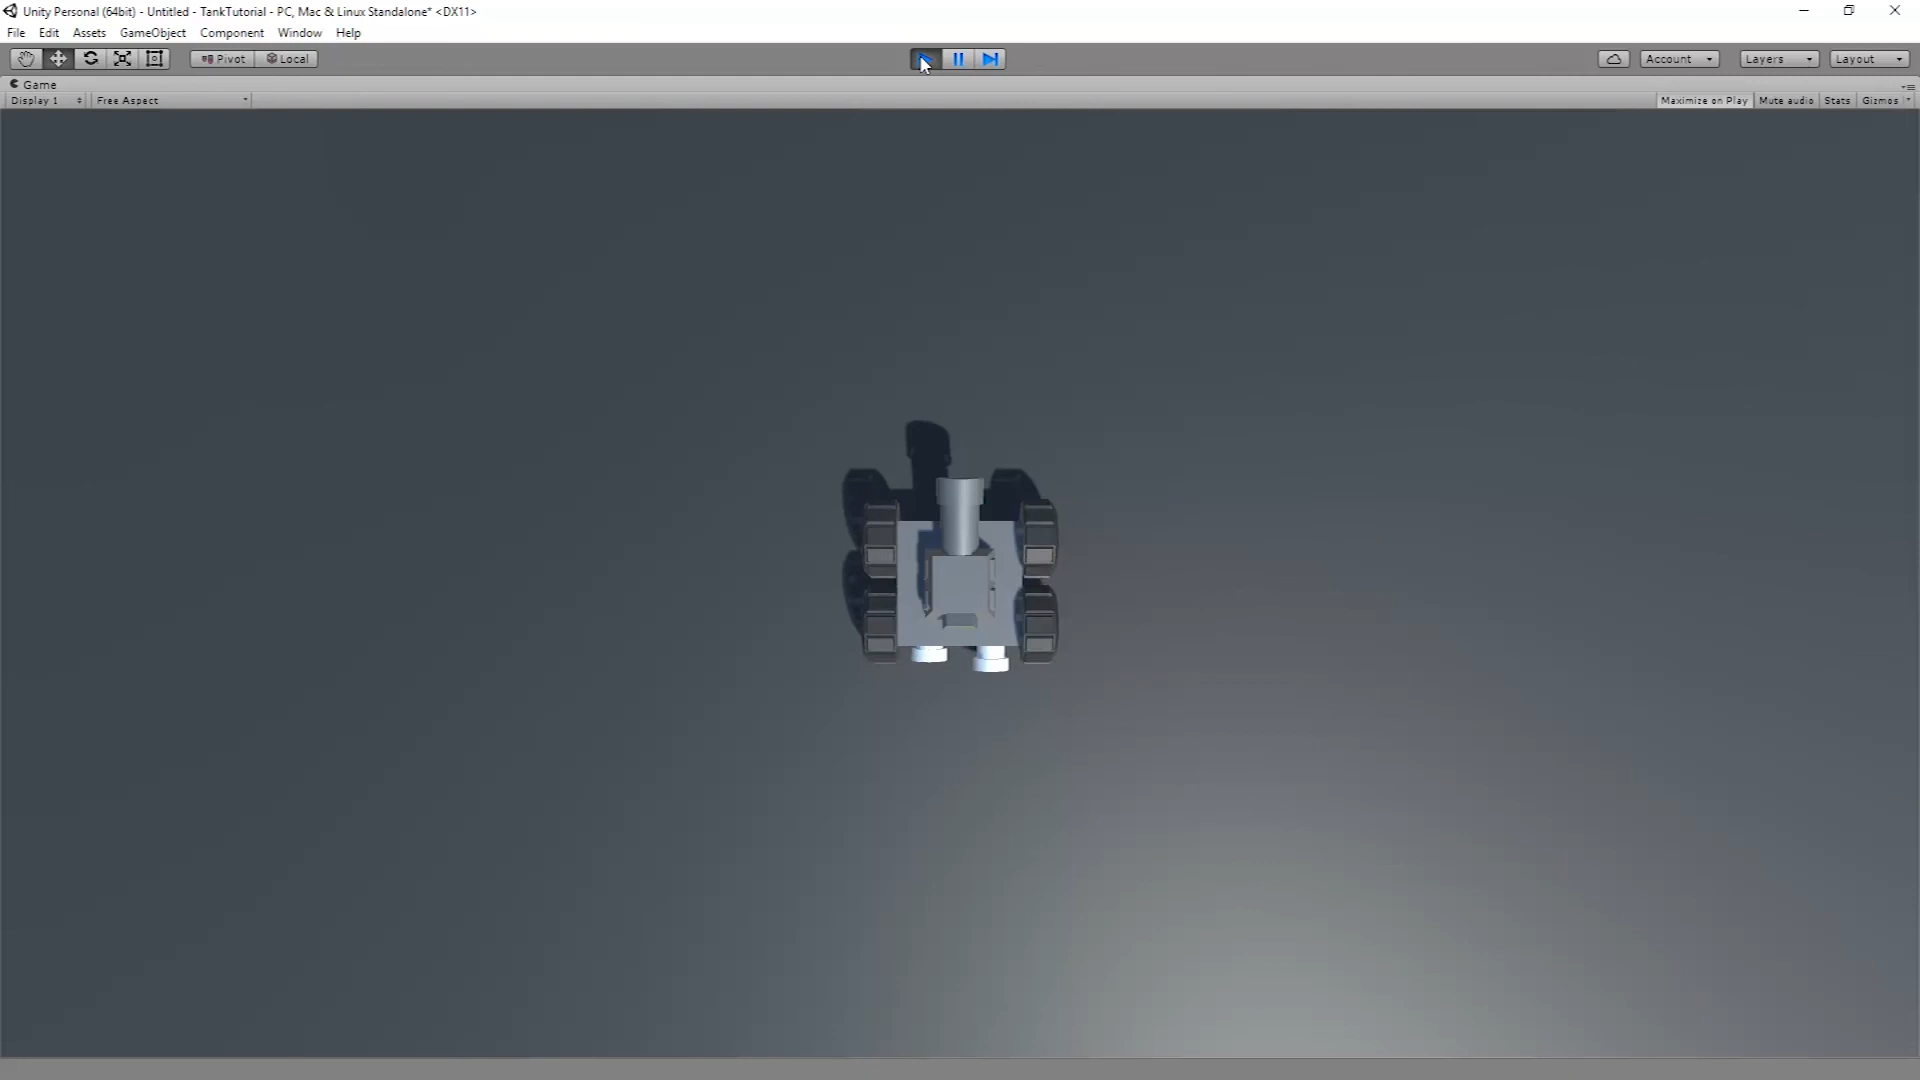 Unity Personal (64bit) - Untitled - TankTutorial - PC, Mac & Linux Standalone* <DX11>
File Edit Assets GameObject Component Window Help
Pivot Local Account Layers Layout
Game
Display 1 Free Aspect Maximize on Play Mute audio Stats Gizmos